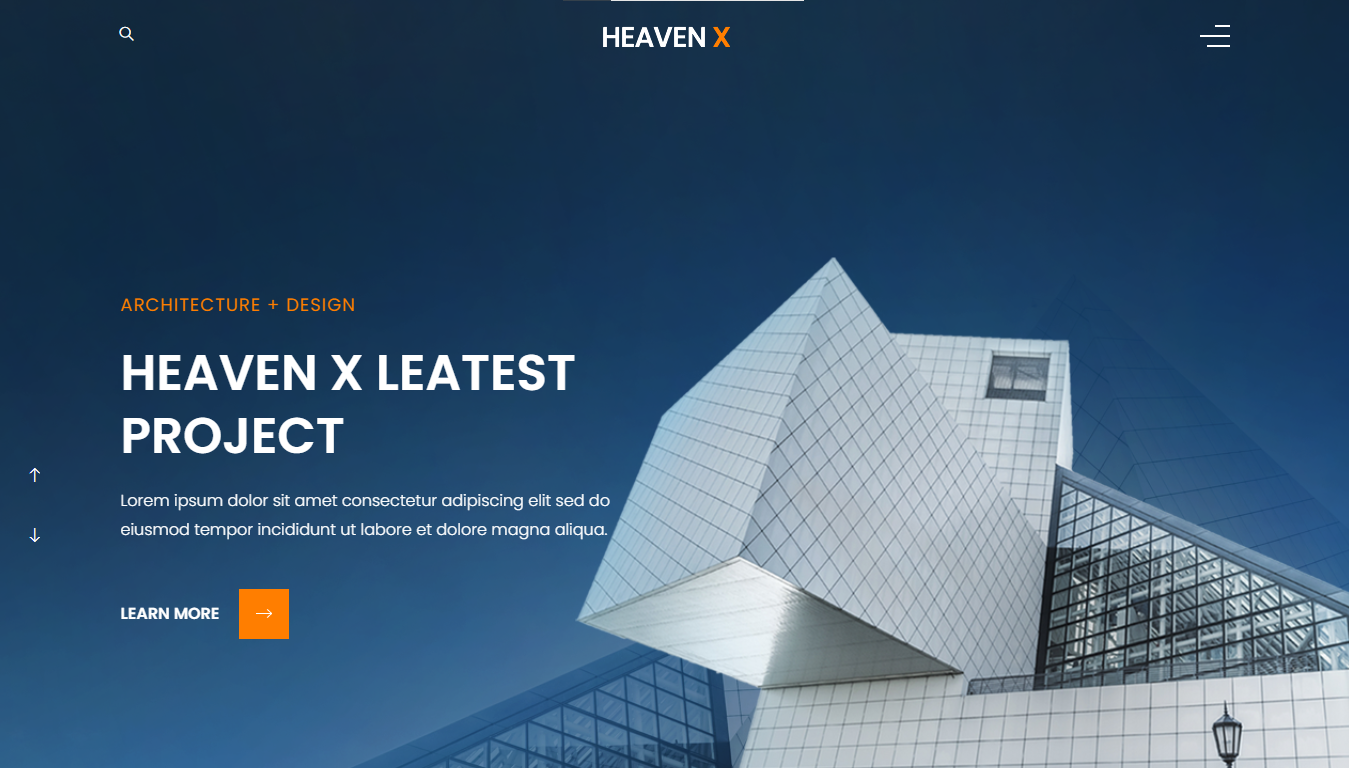 HEAVEN X
ARCHITECTURE + DESIGN
HEAVEN X LEATEST
PROJECT
Lorem ipsum dolor sit amet consectetur adipiscing elit sed do
eiusmod tempor incididunt ut labore et dolore magna aliqua.
LEARN MORE